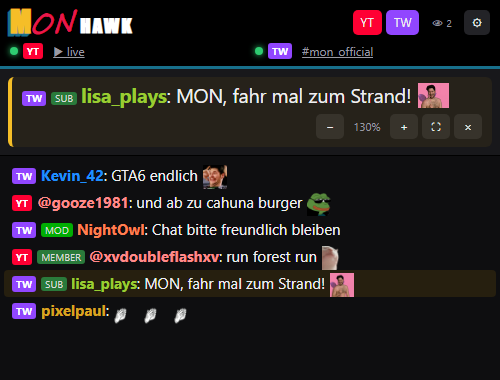 MON HAWK
YT TW 2
YT ▶ live TW #mon_official
TW SUB lisa_plays: MON, fahr mal zum Strand!
− 130% + ×
TW Kevin_42: GTA6 endlich
YT @gooze1981: und ab zu cahuna burger
TW MOD NightOwl: Chat bitte freundlich bleiben
YT MEMBER @xvdoubleflashxv: run forest run
TW SUB lisa_plays: MON, fahr mal zum Strand!
TW pixelpaul: